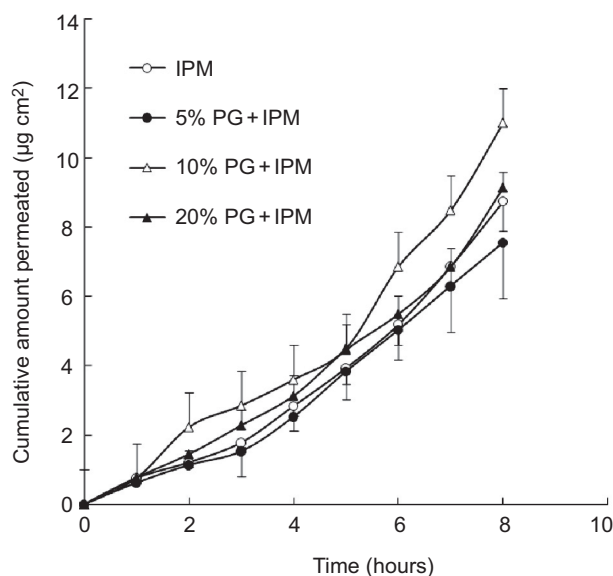 14
12
10
8
6
4
2
0
Cumulative amount permeated (µg cm²)
IPM
5% PG+IPM
10% PG+IPM
20% PG+IPM
0 2 4 6 8 10
Time (hours)